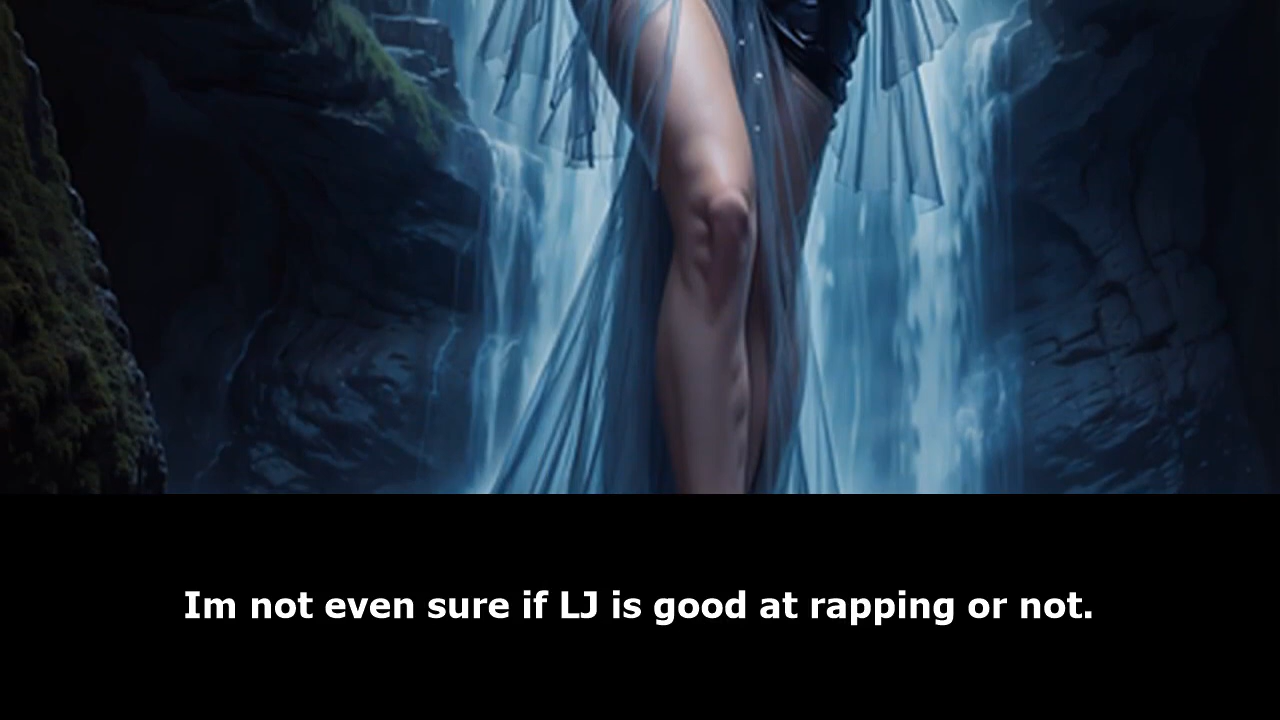 Im not even sure if LJ is good at rapping or not.